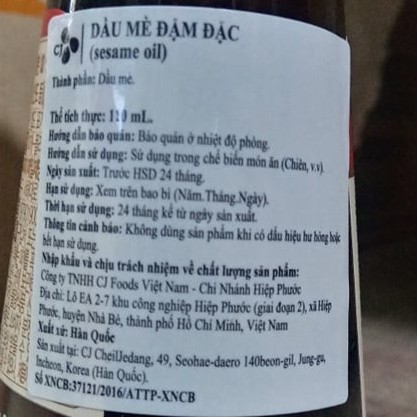 CJ
DẦU MÈ ĐẬM ĐẶC
(sesame oil)
Thành phần: Dầu mè.
Thể tích thực: 110 mL.
Hướng dẫn bảo quản: Bảo quản ở nhiệt độ phòng.
Hướng dẫn sử dụng: Sử dụng trong chế biến món ăn (Chiên, v.v).
Ngày sản xuất: Trước HSD 24 tháng.
Hạn sử dụng: Xem trên bao bì (Năm.Tháng.Ngày).
Thời hạn sử dụng: 24 tháng kể từ ngày sản xuất.
Thông tin cảnh báo: Không dùng sản phẩm khi có dấu hiệu hư hỏng hoặc
hết hạn sử dụng.
Nhập khẩu và chịu trách nhiệm về chất lượng sản phẩm:
Công ty TNHH CJ Foods Việt Nam - Chi Nhánh Hiệp Phước
Địa chỉ: Lô EA 2-7 khu công nghiệp Hiệp Phước (giai đoạn 2), xã Hiệp
Phước, huyện Nhà Bè, thành phố Hồ Chí Minh, Việt Nam
Xuất xứ: Hàn Quốc
Sản xuất tại: CJ CheilJedang, 49, Seohae-daero 140beon-gil, Jung-gu,
Incheon, Korea (Hàn Quốc).
Số XNCB:37121/2016/ATTP-XNCB